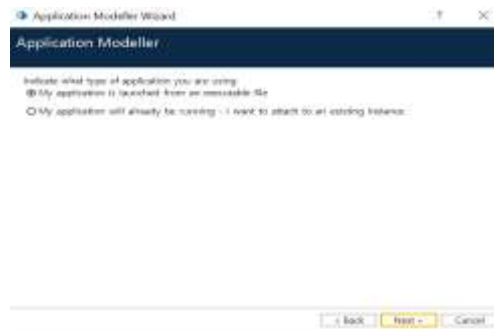 Application Modeller Wizard
Application Modeller
Indicate what type of application you are using
My application is launched from an executable file
My application will already be running - I want to attach to an existing instance
< Back Next > Cancel